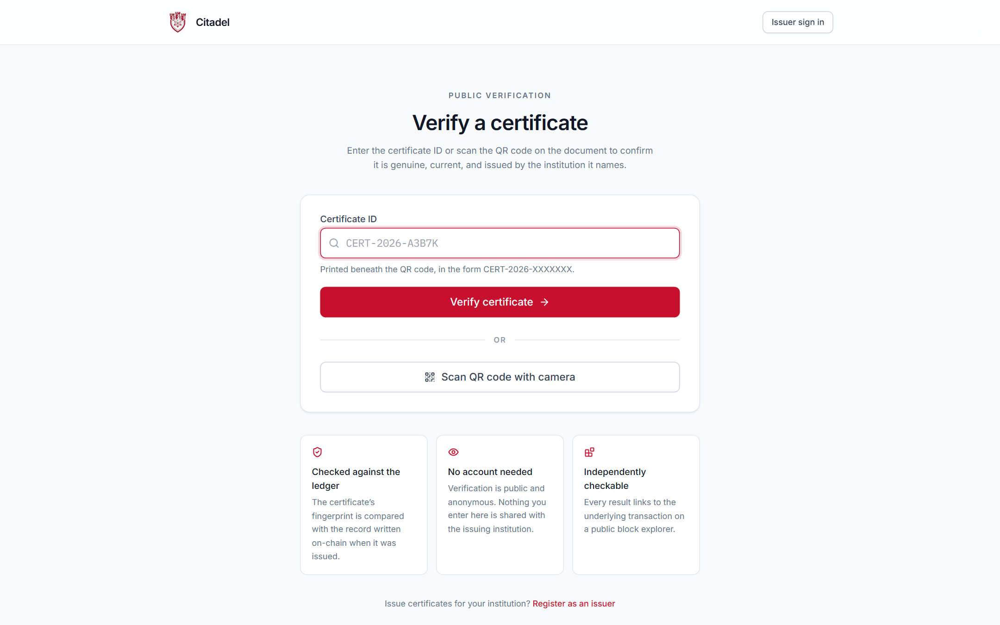 Citadel
Issuer sign in
PUBLIC VERIFICATION
Verify a certificate
Enter the certificate ID or scan the QR code on the document to confirm
it is genuine, current, and issued by the institution it names.
Certificate ID
CERT-2026-A3B7K
Printed beneath the QR code, in the form CERT-2026-XXXXXXX.
Verify certificate →
OR
Scan QR code with camera
Checked against the
ledger
The certificate’s
fingerprint is compared
with the record written
on-chain when it was
issued.
No account needed
Verification is public and
anonymous. Nothing you
enter here is shared with
the issuing institution.
Independently
checkable
Every result links to the
underlying transaction on
a public block explorer.
Issue certificates for your institution? Register as an issuer